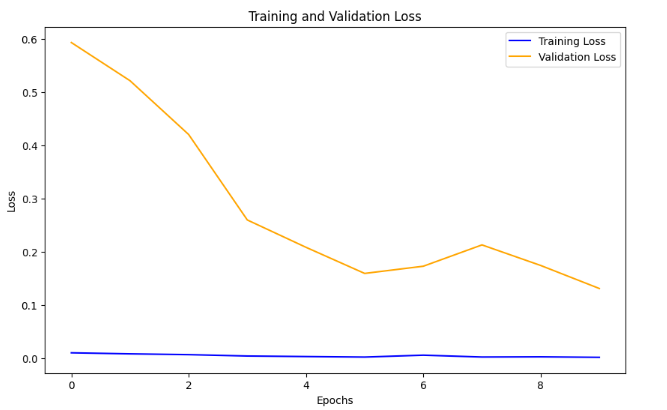 Training and Validation Loss
Training Loss
Validation Loss
0.6
0.5
0.4
0.3
0.2
0.1
0.0
Loss
0 2 4 6 8
Epochs